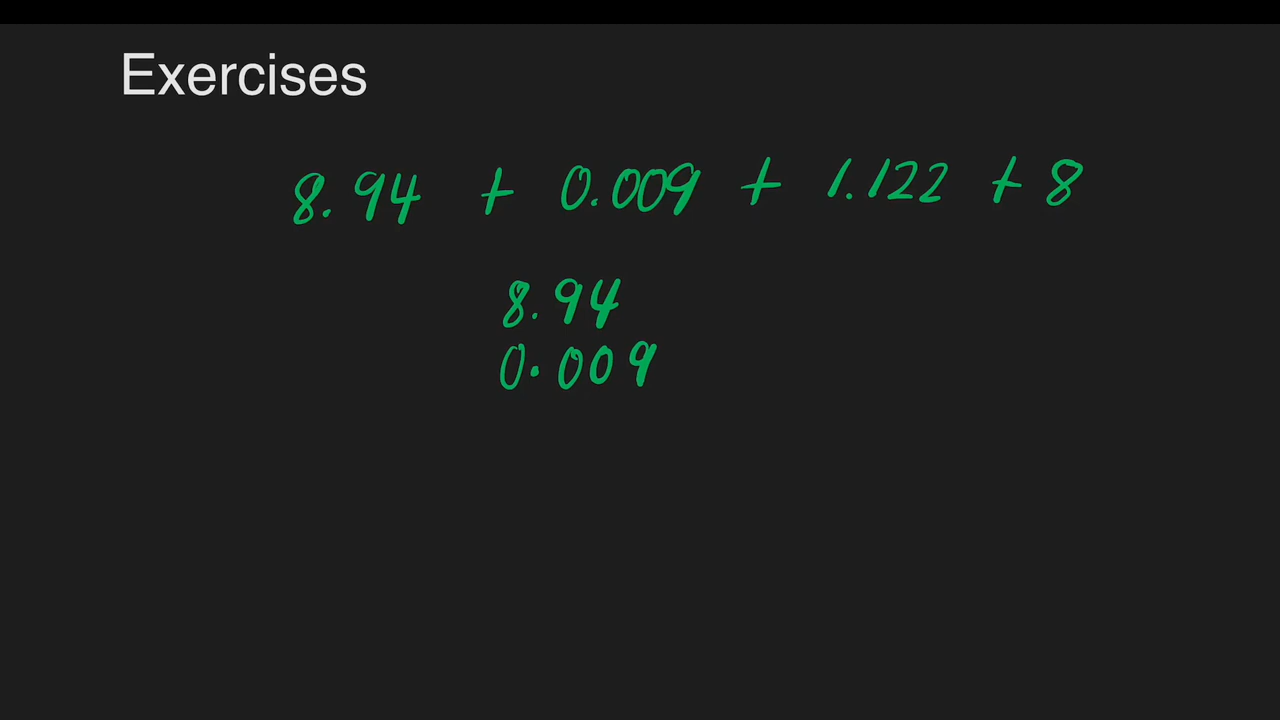 Exercises
8.94 + 0.009 + 1.122 + 8
8.94
0.009